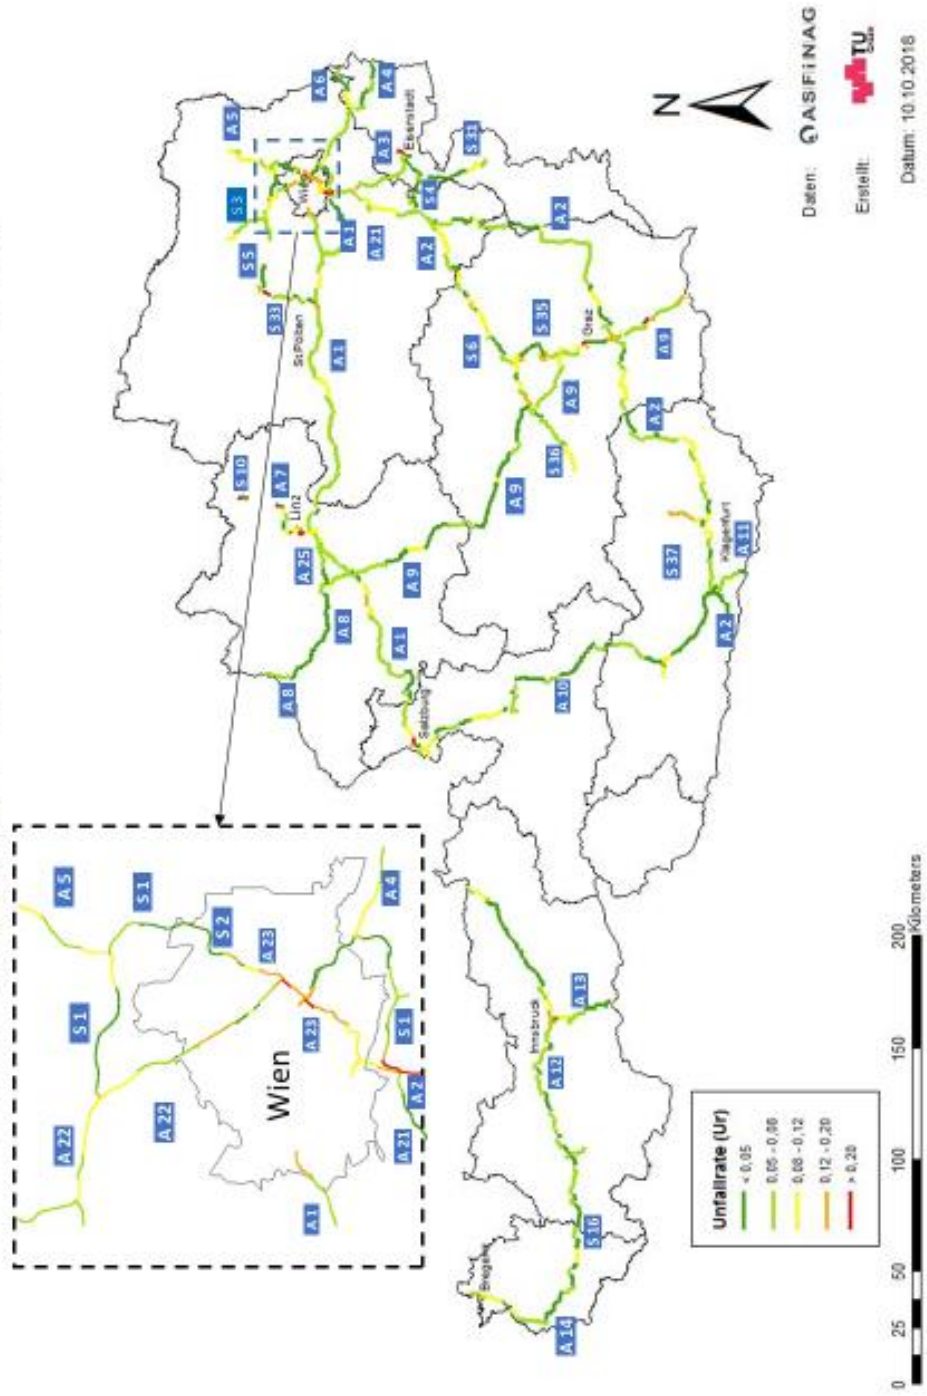 A 5
S 1
S 1
A 22
A 22
S 2
A 23
A 23
Wien
A 4
S 1
A 2
A 21
A 1
S 3
A 5
A 6
A 4
Wien
S 5
A 1
A 21
A 3
Eisenstadt
S 31
S 4
S 33
St.Pölten
A 1
A 2
A 2
S 10
A 7
Linz
A 25
A 8
A 8
A 9
A 1
Salzburg
S 6
S 35
Graz
A 9
A 9
S 36
A 9
A 2
S 37
Klagenfurt
A 11
A 2
A 10
Innsbruck
A 13
A 12
Bregenz
S 16
A 14
Unfallrate (Ur)
< 0,05
0,05 - 0,08
0,08 - 0,12
0,12 - 0,20
> 0,20
0 25 50 100 150 200
Kilometers
N
Daten: ASFiNAG
Erstellt: TU
Datum: 10.10.2018